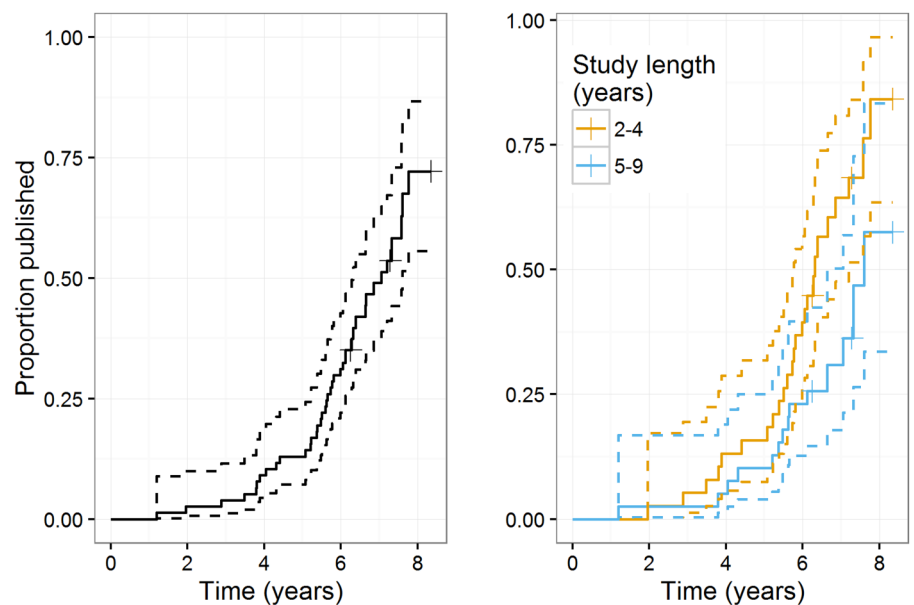 Proportion published
1.00
0.75
0.50
0.25
0.00
0 2 4 6 8
Time (years)
1.00
0.75
0.50
0.25
0.00
Study length
(years)
2-4
5-9
0 2 4 6 8
Time (years)